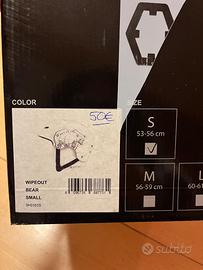 COLOR
SIZE
50€
S
53-56 cm
WIPEOUT
BEAR
SMALL
M
56-59 cm
L
60-6
subito